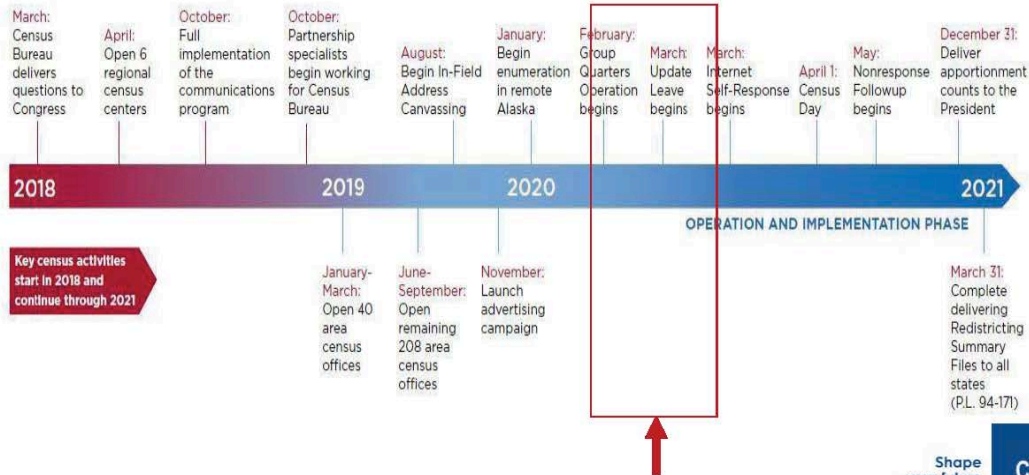 March:
Census
Bureau
delivers
questions to
Congress
April:
Open 6
regional
census
centers
October:
Full
implementation
of the
communications
program
October:
Partnership
specialists
begin working
for Census
Bureau
August:
Begin In-Field
Address
Canvassing
January:
Begin
enumeration
in remote
Alaska
February:
Group
Quarters
Operation
begins
March:
Update
Leave
begins
March:
Internet
Self-Response
begins
April 1:
Census
Day
May:
Nonresponse
Followup
begins
December 31:
Deliver
apportionment
counts to the
President
2018
2019
2020
2021
OPERATION AND IMPLEMENTATION PHASE
Key census activities
start in 2018 and
continue through 2021
January-
March:
Open 40
area
census
offices
June-
September:
Open
remaining
208 area
census
offices
November:
Launch
advertising
campaign
March 31:
Complete
delivering
Redistricting
Summary
Files to all
states
(P.L. 94-171)
Shape